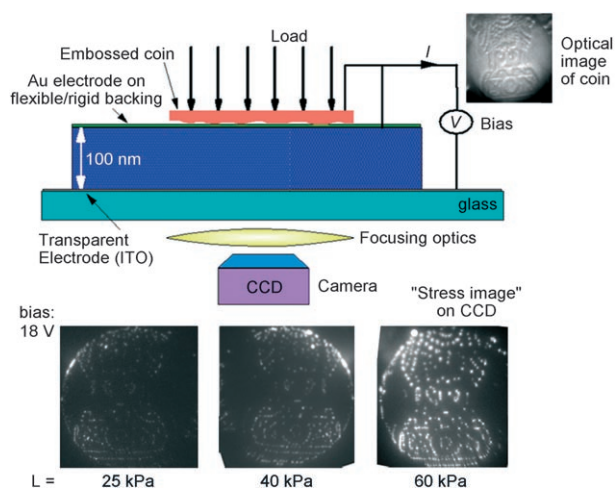 Load
Embossed coin
Au electrode on
flexible/rigid backing
I
Optical
image
of coin
V
Bias
100 nm
glass
Transparent
Electrode (ITO)
Focusing optics
CCD
Camera
"Stress image"
on CCD
bias:
18 V
L =
25 kPa
40 kPa
60 kPa